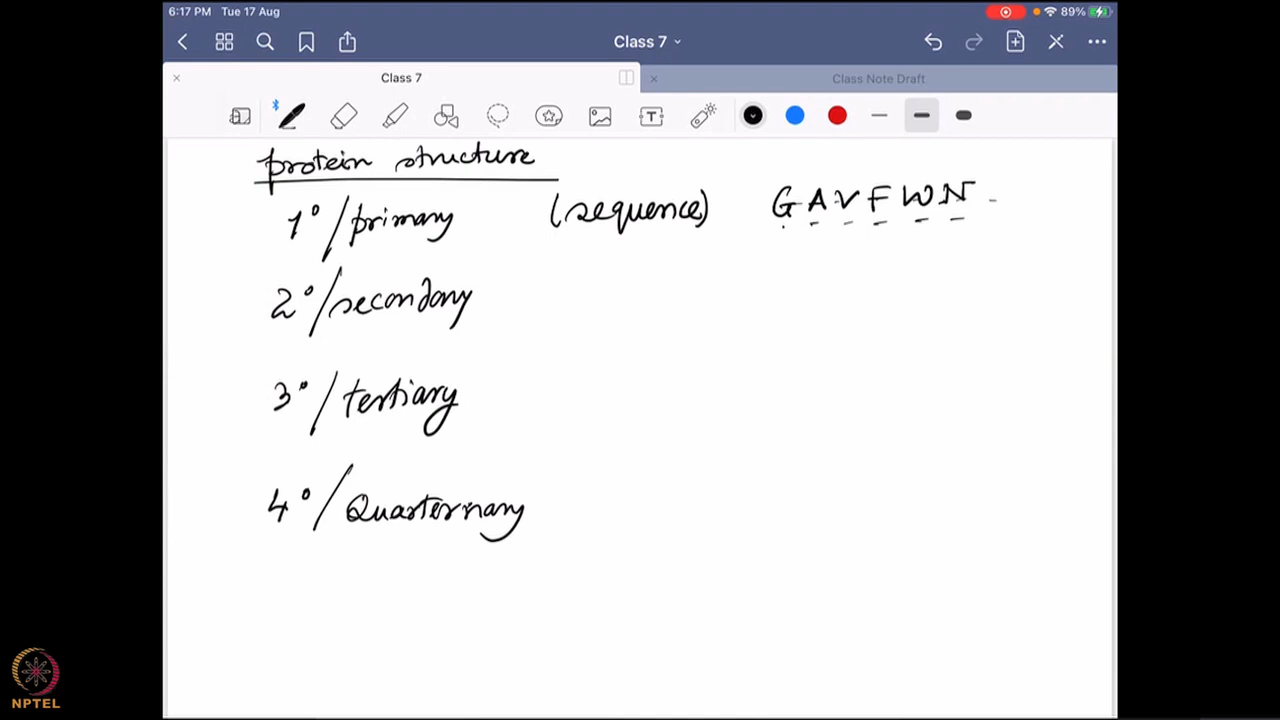 6:17 PM Tue 17 Aug 89%
Class 7
Class 7 Class Note Draft
protein structure
1°/primary (sequence) G A V F W N -
2°/secondary
3°/tertiary
4°/Quarternary
NPTEL